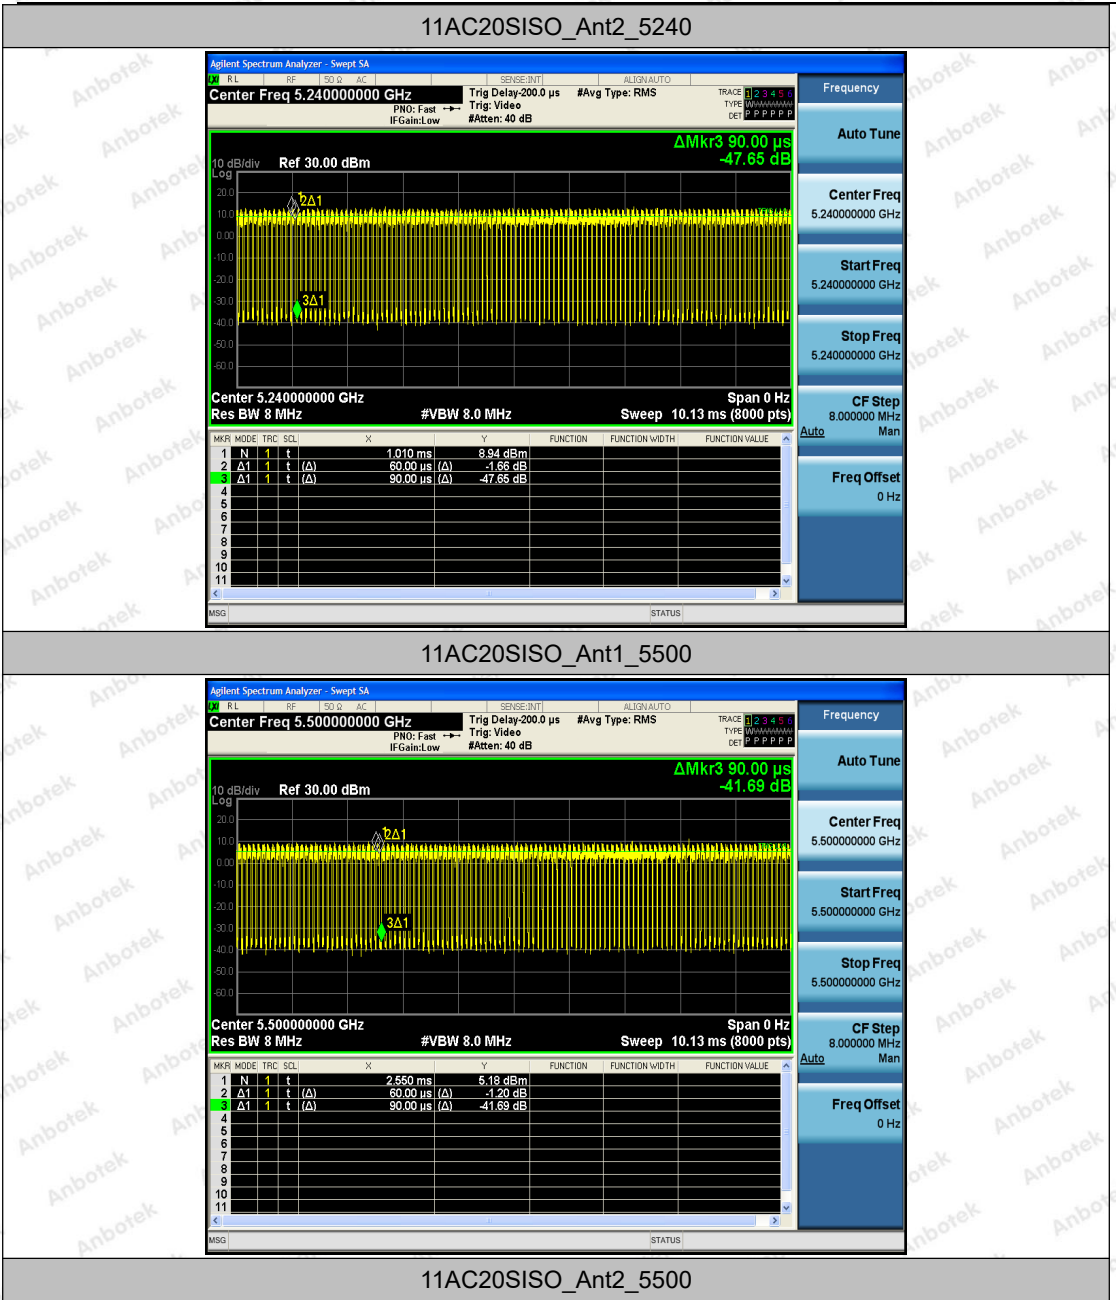 11AC20SISO_Ant2_5240
Agilent Spectrum Analyzer - Swept SA
LXI RL RF 50 Ω AC SENSE:INT ALIGNAUTO
Center Freq 5.240000000 GHz
PNO: Fast
IFGain:Low
Trig Delay-200.0 µs
Trig: Video
#Atten: 40 dB
#Avg Type: RMS
TRACE 1 2 3 4 5 6
TYPE
DET P P P P P P
ΔMkr3 90.00 µs
-47.65 dB
10 dB/div
Log
Ref 30.00 dBm
20.0
10.0
0.00
-10.0
-20.0
-30.0
-40.0
-50.0
-60.0
1
2Δ1
3Δ1
Center 5.240000000 GHz
Span 0 Hz
Res BW 8 MHz
#VBW 8.0 MHz
Sweep 10.13 ms (8000 pts)
MKR MODE TRC SCL X Y FUNCTION FUNCTION WIDTH FUNCTION VALUE
1 N 1 t 1.010 ms 8.94 dBm
2 Δ1 1 t (Δ) 60.00 µs (Δ) -1.66 dB
3 Δ1 1 t (Δ) 90.00 µs (Δ) -47.65 dB
4
5
6
7
8
9
10
11
MSG
STATUS
Frequency
Auto Tune
Center Freq
5.240000000 GHz
Start Freq
5.240000000 GHz
Stop Freq
5.240000000 GHz
CF Step
8.000000 MHz
Auto Man
Freq Offset
0 Hz
11AC20SISO_Ant1_5500
Agilent Spectrum Analyzer - Swept SA
LXI RL RF 50 Ω AC SENSE:INT ALIGNAUTO
Center Freq 5.500000000 GHz
PNO: Fast
IFGain:Low
Trig Delay-200.0 µs
Trig: Video
#Atten: 40 dB
#Avg Type: RMS
TRACE 1 2 3 4 5 6
TYPE
DET P P P P P P
ΔMkr3 90.00 µs
-41.69 dB
10 dB/div
Log
Ref 30.00 dBm
20.0
10.0
0.00
-10.0
-20.0
-30.0
-40.0
-50.0
-60.0
1
2Δ1
3Δ1
Center 5.500000000 GHz
Span 0 Hz
Res BW 8 MHz
#VBW 8.0 MHz
Sweep 10.13 ms (8000 pts)
MKR MODE TRC SCL X Y FUNCTION FUNCTION WIDTH FUNCTION VALUE
1 N 1 t 2.550 ms 5.18 dBm
2 Δ1 1 t (Δ) 60.00 µs (Δ) -1.20 dB
3 Δ1 1 t (Δ) 90.00 µs (Δ) -41.69 dB
4
5
6
7
8
9
10
11
MSG
STATUS
Frequency
Auto Tune
Center Freq
5.500000000 GHz
Start Freq
5.500000000 GHz
Stop Freq
5.500000000 GHz
CF Step
8.000000 MHz
Auto Man
Freq Offset
0 Hz
11AC20SISO_Ant2_5500